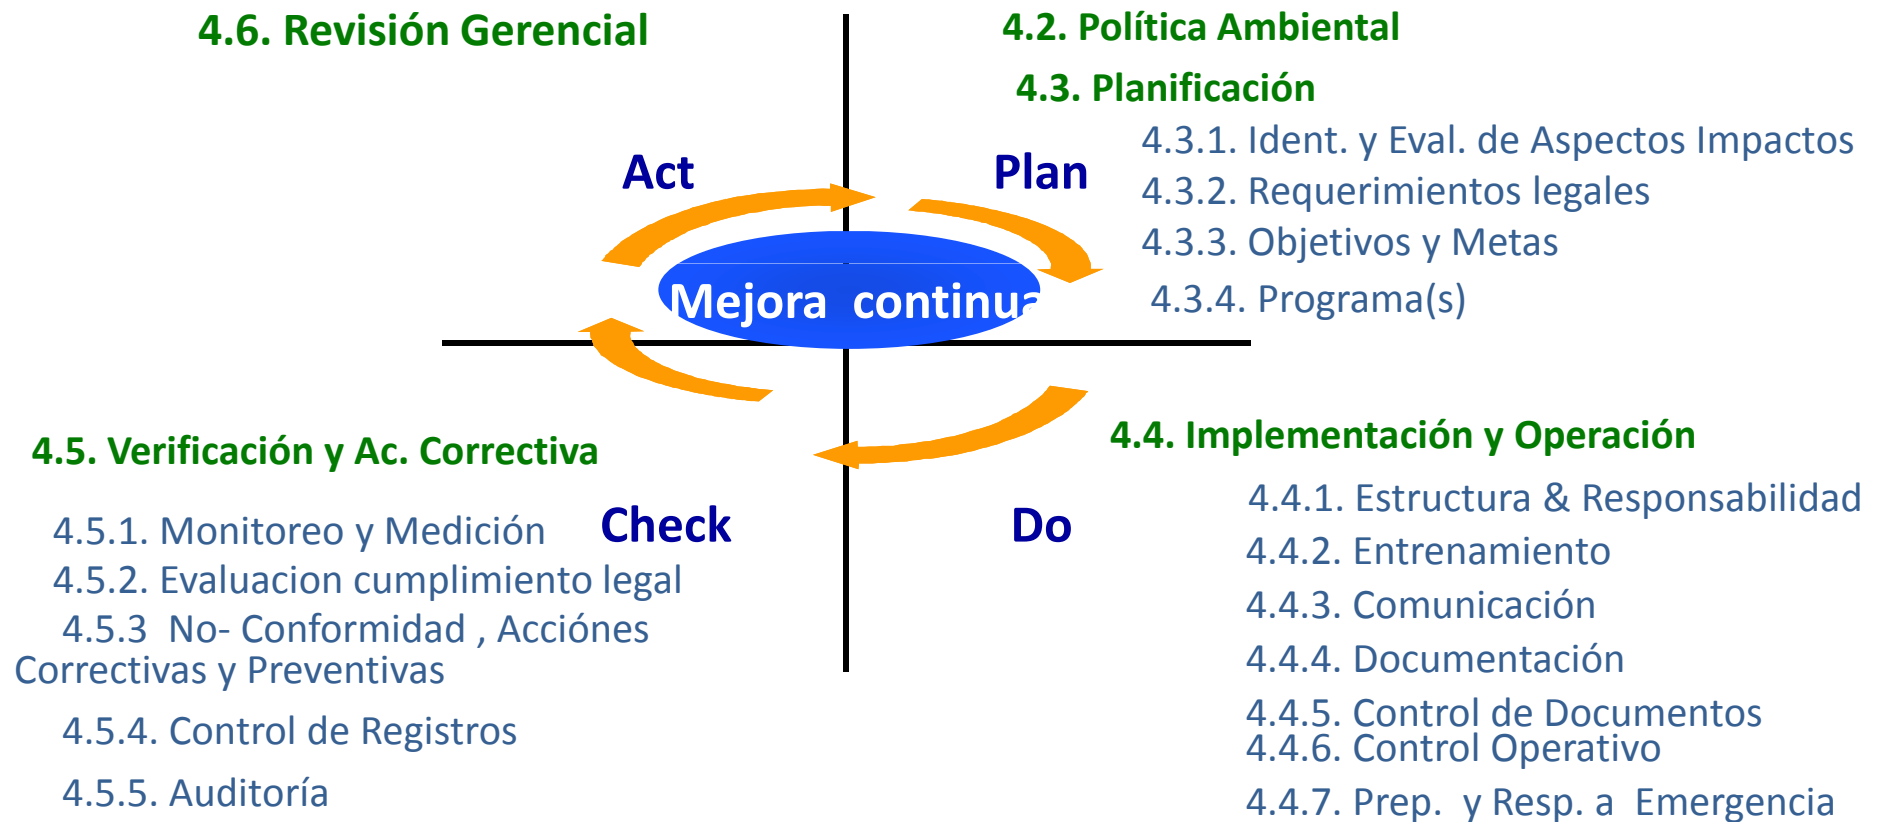 4.6. Revisión Gerencial
Act
4.2. Política Ambiental
4.3. Planificación
4.3.1. Ident. y Eval. de Aspectos Impactos
4.3.2. Requerimientos legales
4.3.3. Objetivos y Metas
4.3.4. Programa(s)
Plan
Mejora continua
4.5. Verificación y Ac. Correctiva
4.5.1. Monitoreo y Medición
4.5.2. Evaluacion cumplimiento legal
4.5.3 No- Conformidad , Acciónes
Correctivas y Preventivas
4.5.4. Control de Registros
4.5.5. Auditoría
Check
Do
4.4. Implementación y Operación
4.4.1. Estructura & Responsabilidad
4.4.2. Entrenamiento
4.4.3. Comunicación
4.4.4. Documentación
4.4.5. Control de Documentos
4.4.6. Control Operativo
4.4.7. Prep. y Resp. a Emergencia